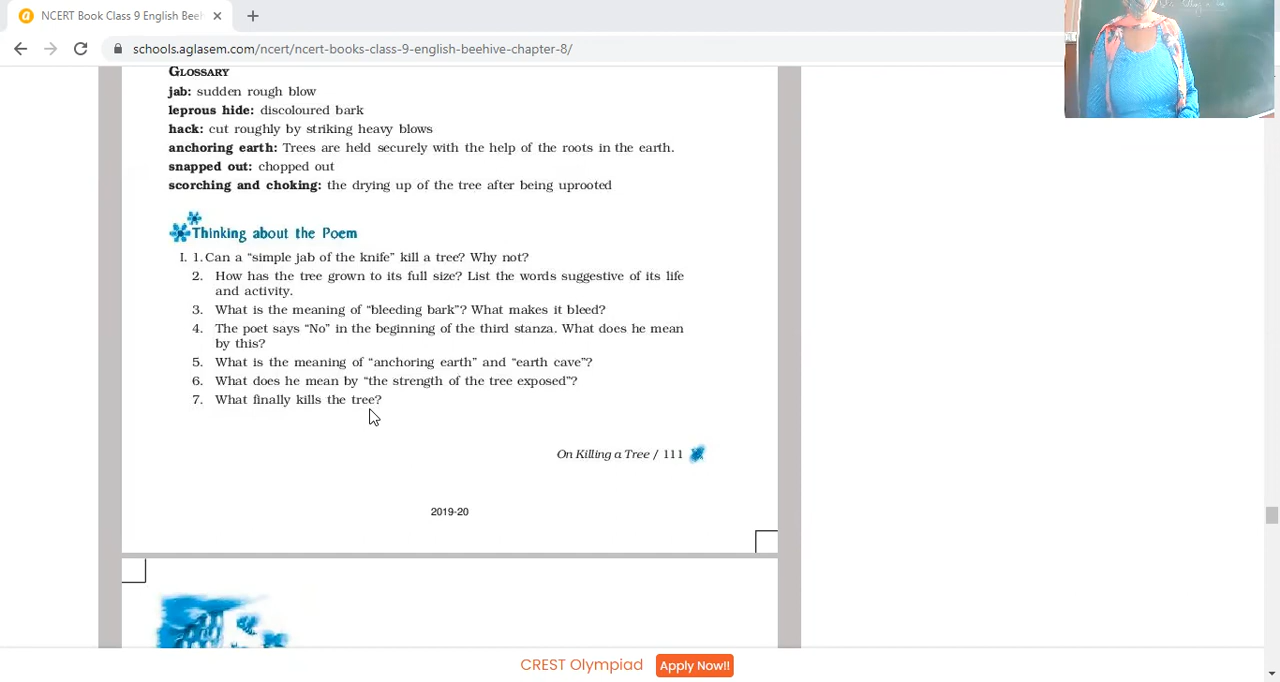 NCERT Book Class 9 English Beeh
schools.aglasem.com/ncert/ncert-books-class-9-english-beehive-chapter-8/
GLOSSARY
jab: sudden rough blow
leprous hide: discoloured bark
hack: cut roughly by striking heavy blows
anchoring earth: Trees are held securely with the help of the roots in the earth.
snapped out: chopped out
scorching and choking: the drying up of the tree after being uprooted
Thinking about the Poem
I. 1. Can a “simple jab of the knife” kill a tree? Why not?
2. How has the tree grown to its full size? List the words suggestive of its life
and activity.
3. What is the meaning of “bleeding bark”? What makes it bleed?
4. The poet says “No” in the beginning of the third stanza. What does he mean
by this?
5. What is the meaning of “anchoring earth” and “earth cave”?
6. What does he mean by “the strength of the tree exposed”?
7. What finally kills the tree?
On Killing a Tree / 111
2019-20
CREST Olympiad Apply Now!!